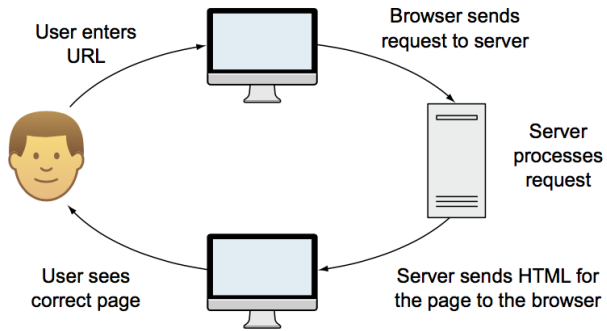 User enters
URL
Browser sends
request to server
Server
processes
request
Server sends HTML for
the page to the browser
User sees
correct page